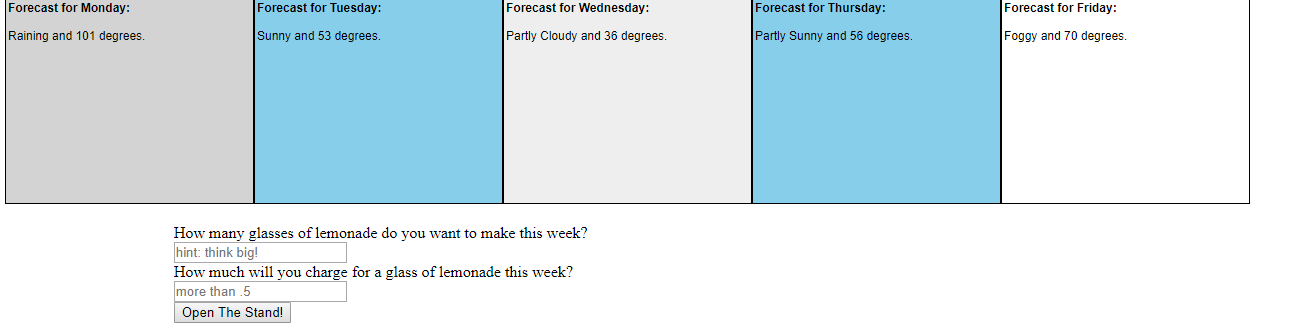 Forecast for Monday:
Raining and 101 degrees.
Forecast for Tuesday:
Sunny and 53 degrees.
Forecast for Wednesday:
Partly Cloudy and 36 degrees.
Forecast for Thursday:
Partly Sunny and 56 degrees.
Forecast for Friday:
Foggy and 70 degrees.
How many glasses of lemonade do you want to make this week?
hint: think big!
How much will you charge for a glass of lemonade this week?
more than .5
Open The Stand!